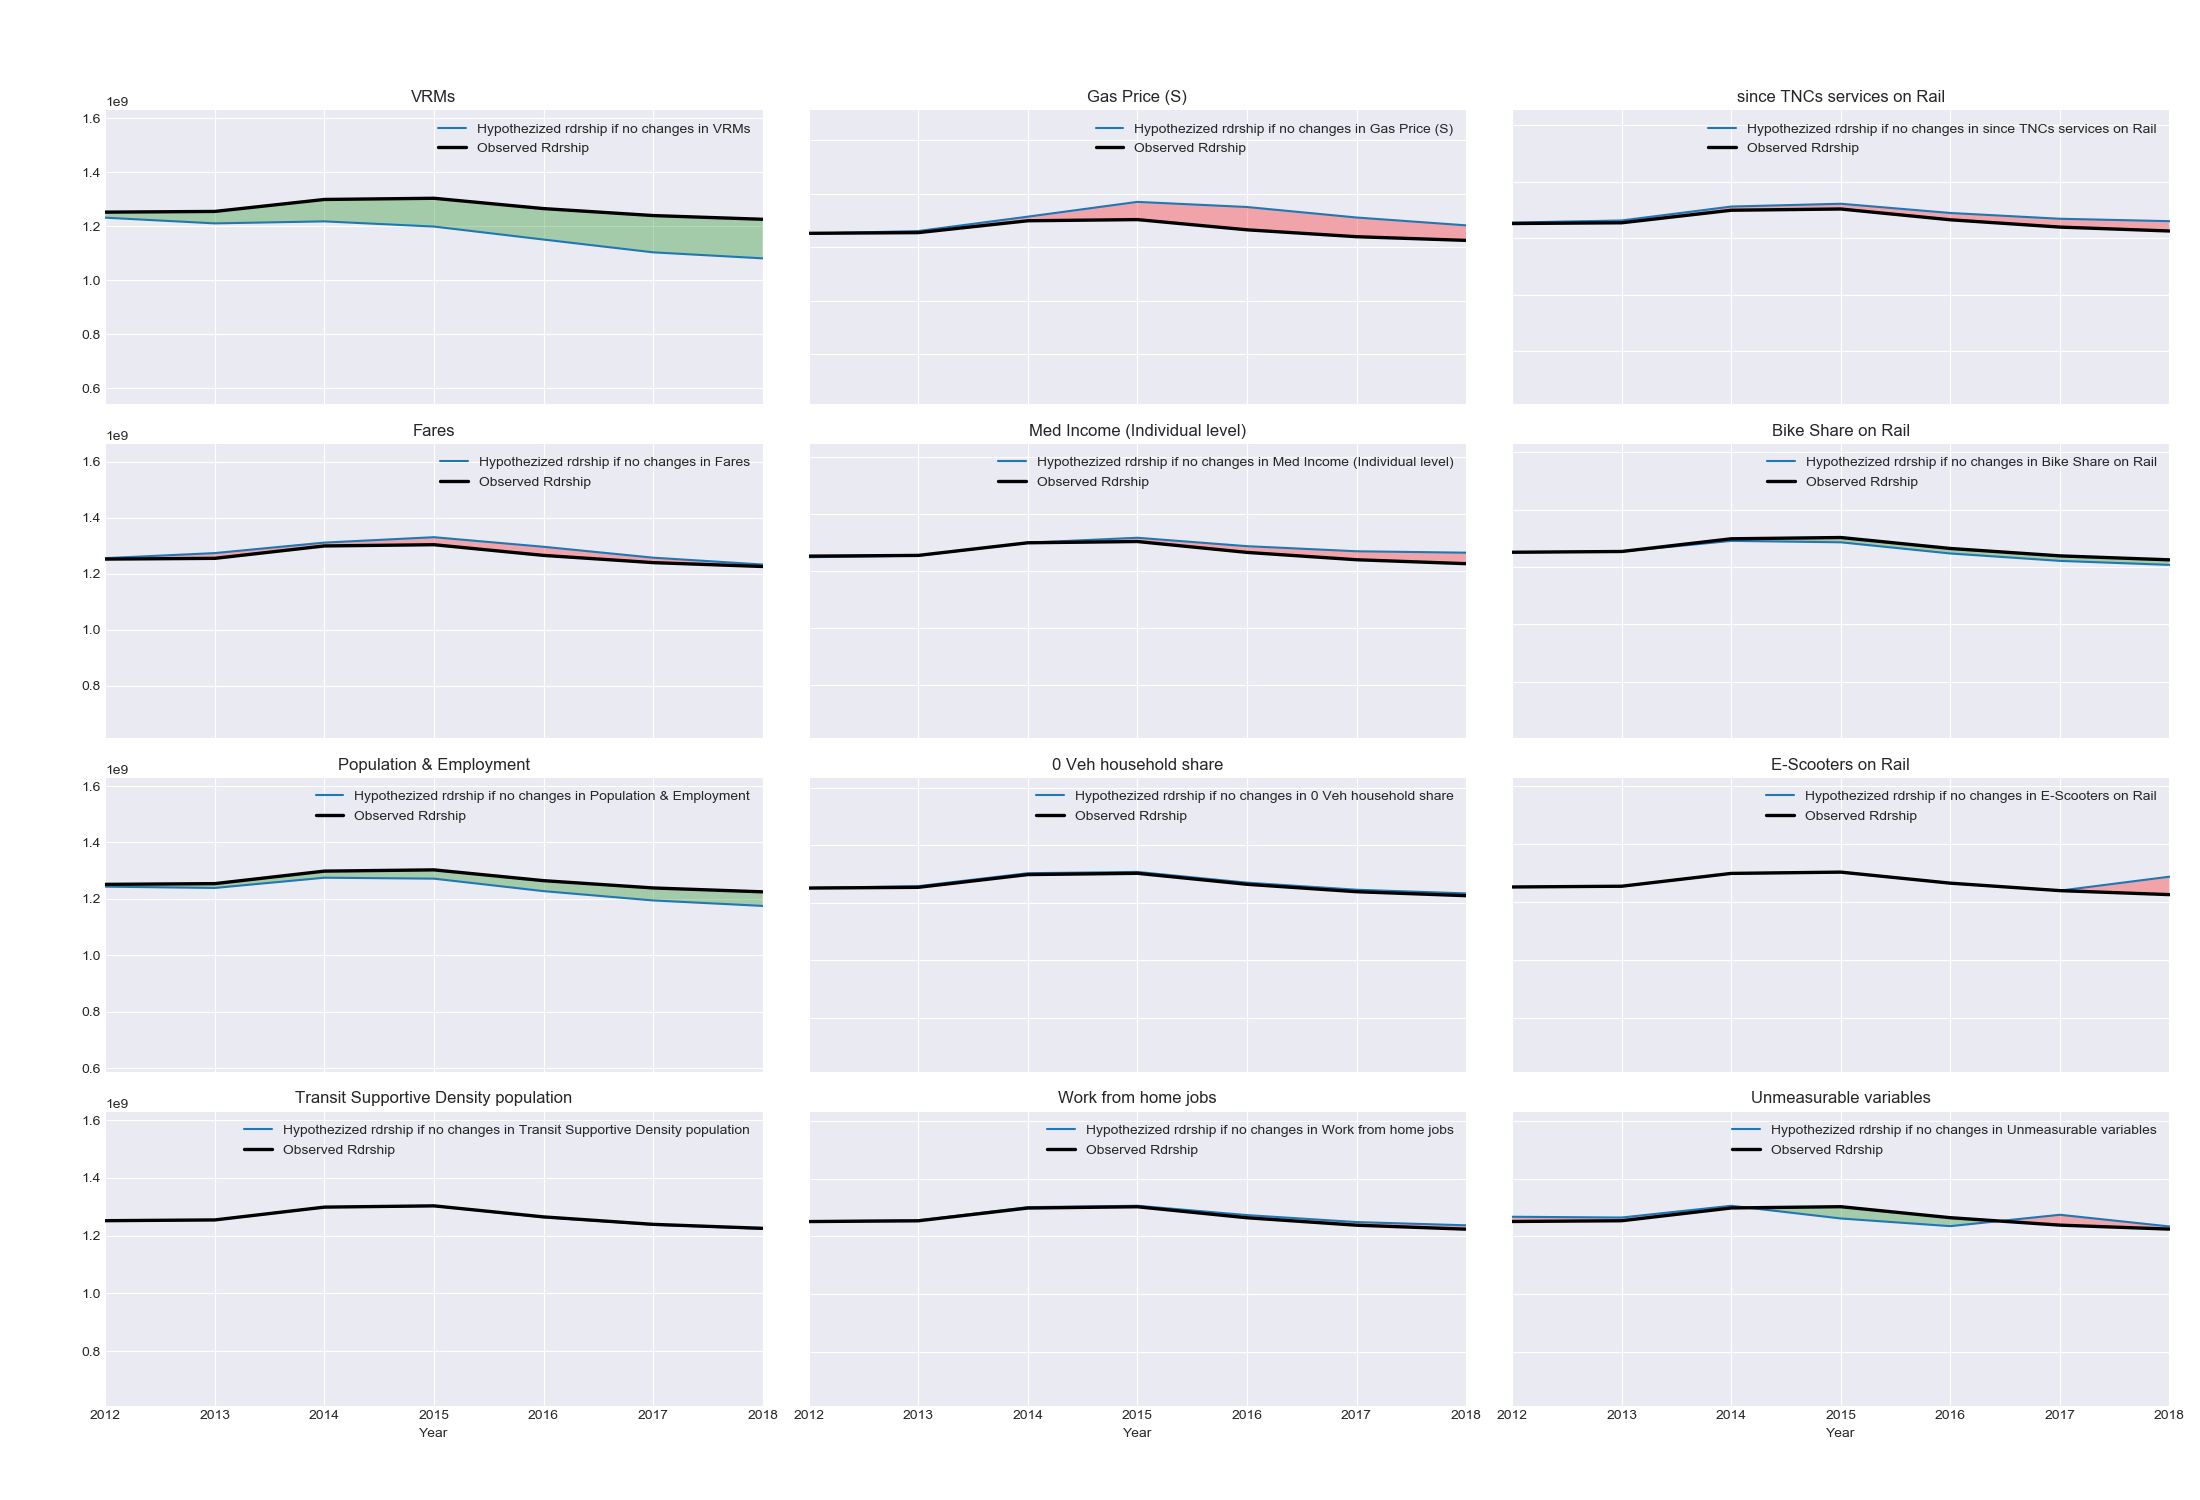 VRMs
1e9
Hypothezized rdrship if no changes in VRMs
Observed Rdrship
1.6
1.4
1.2
1.0
0.8
0.6
Gas Price (S)
Hypothezized rdrship if no changes in Gas Price (S)
Observed Rdrship
since TNCs services on Rail
Hypothezized rdrship if no changes in since TNCs services on Rail
Observed Rdrship
Fares
1e9
Hypothezized rdrship if no changes in Fares
Observed Rdrship
1.6
1.4
1.2
1.0
0.8
Med Income (Individual level)
Hypothezized rdrship if no changes in Med Income (Individual level)
Observed Rdrship
Bike Share on Rail
Hypothezized rdrship if no changes in Bike Share on Rail
Observed Rdrship
Population & Employment
1e9
Hypothezized rdrship if no changes in Population & Employment
Observed Rdrship
1.6
1.4
1.2
1.0
0.8
0.6
0 Veh household share
Hypothezized rdrship if no changes in 0 Veh household share
Observed Rdrship
E-Scooters on Rail
Hypothezized rdrship if no changes in E-Scooters on Rail
Observed Rdrship
Transit Supportive Density population
1e9
Hypothezized rdrship if no changes in Transit Supportive Density population
Observed Rdrship
1.6
1.4
1.2
1.0
0.8
2012 2013 2014 2015 2016 2017 2018
Year
Work from home jobs
Hypothezized rdrship if no changes in Work from home jobs
Observed Rdrship
2012 2013 2014 2015 2016 2017 2018
Year
Unmeasurable variables
Hypothezized rdrship if no changes in Unmeasurable variables
Observed Rdrship
2012 2013 2014 2015 2016 2017 2018
Year